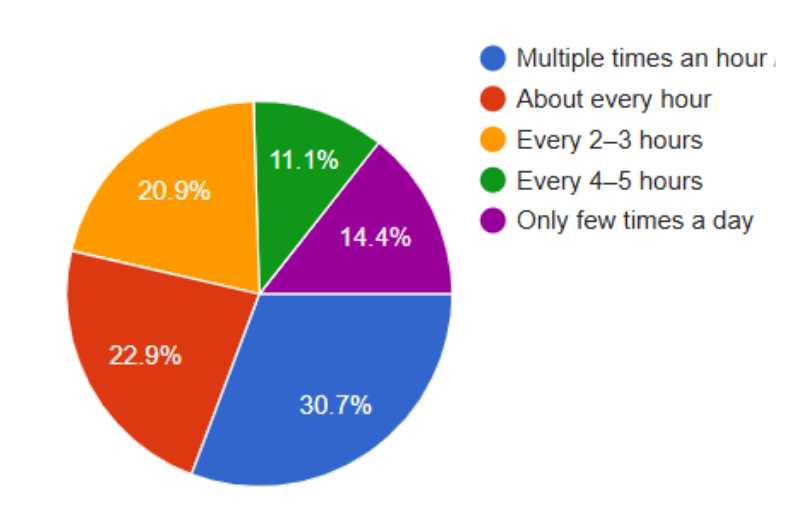 Multiple times an hour
About every hour
Every 2–3 hours
Every 4–5 hours
Only few times a day
11.1%
20.9%
14.4%
22.9%
30.7%